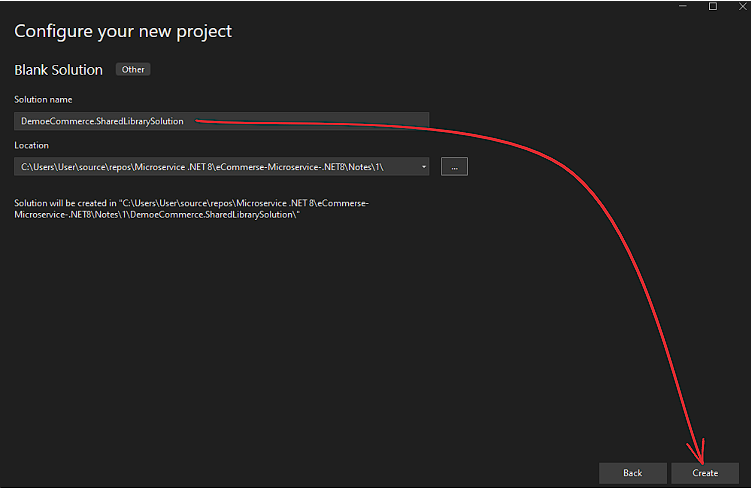 Configure your new project
Blank Solution Other
Solution name
DemoeCommerce.SharedLibrarySolution
Location
C:\Users\User\source\repos\Microservice .NET 8\eCommerse-Microservice-.NET8\Notes\1\
...
Solution will be created in "C:\Users\User\source\repos\Microservice .NET 8\eCommerse-
Microservice-.NET8\Notes\1\DemoeCommerce.SharedLibrarySolution\"
Back Create